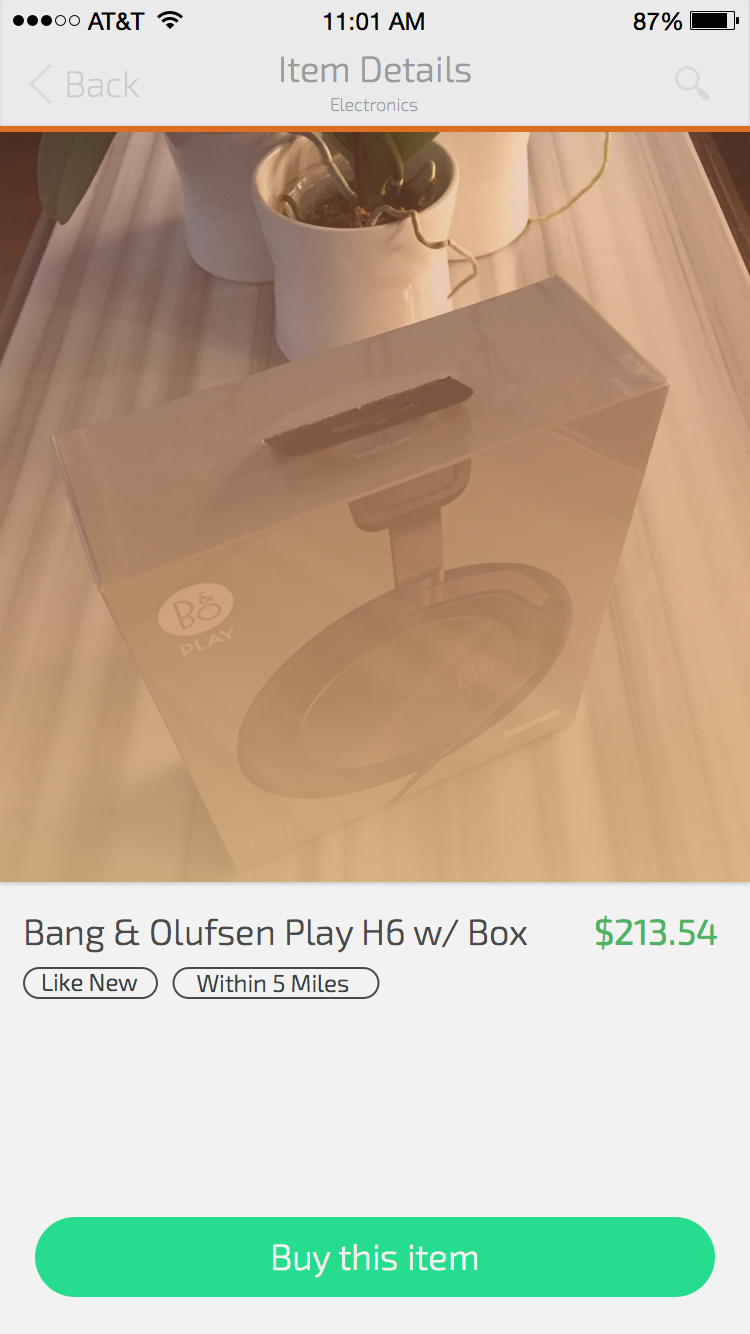 AT&T 11:01 AM 87%
Back
Item Details
Electronics
B&O
PLAY
B&O
H6
Bang & Olufsen Play H6 w/ Box $213.54
Like New Within 5 Miles
Buy this item